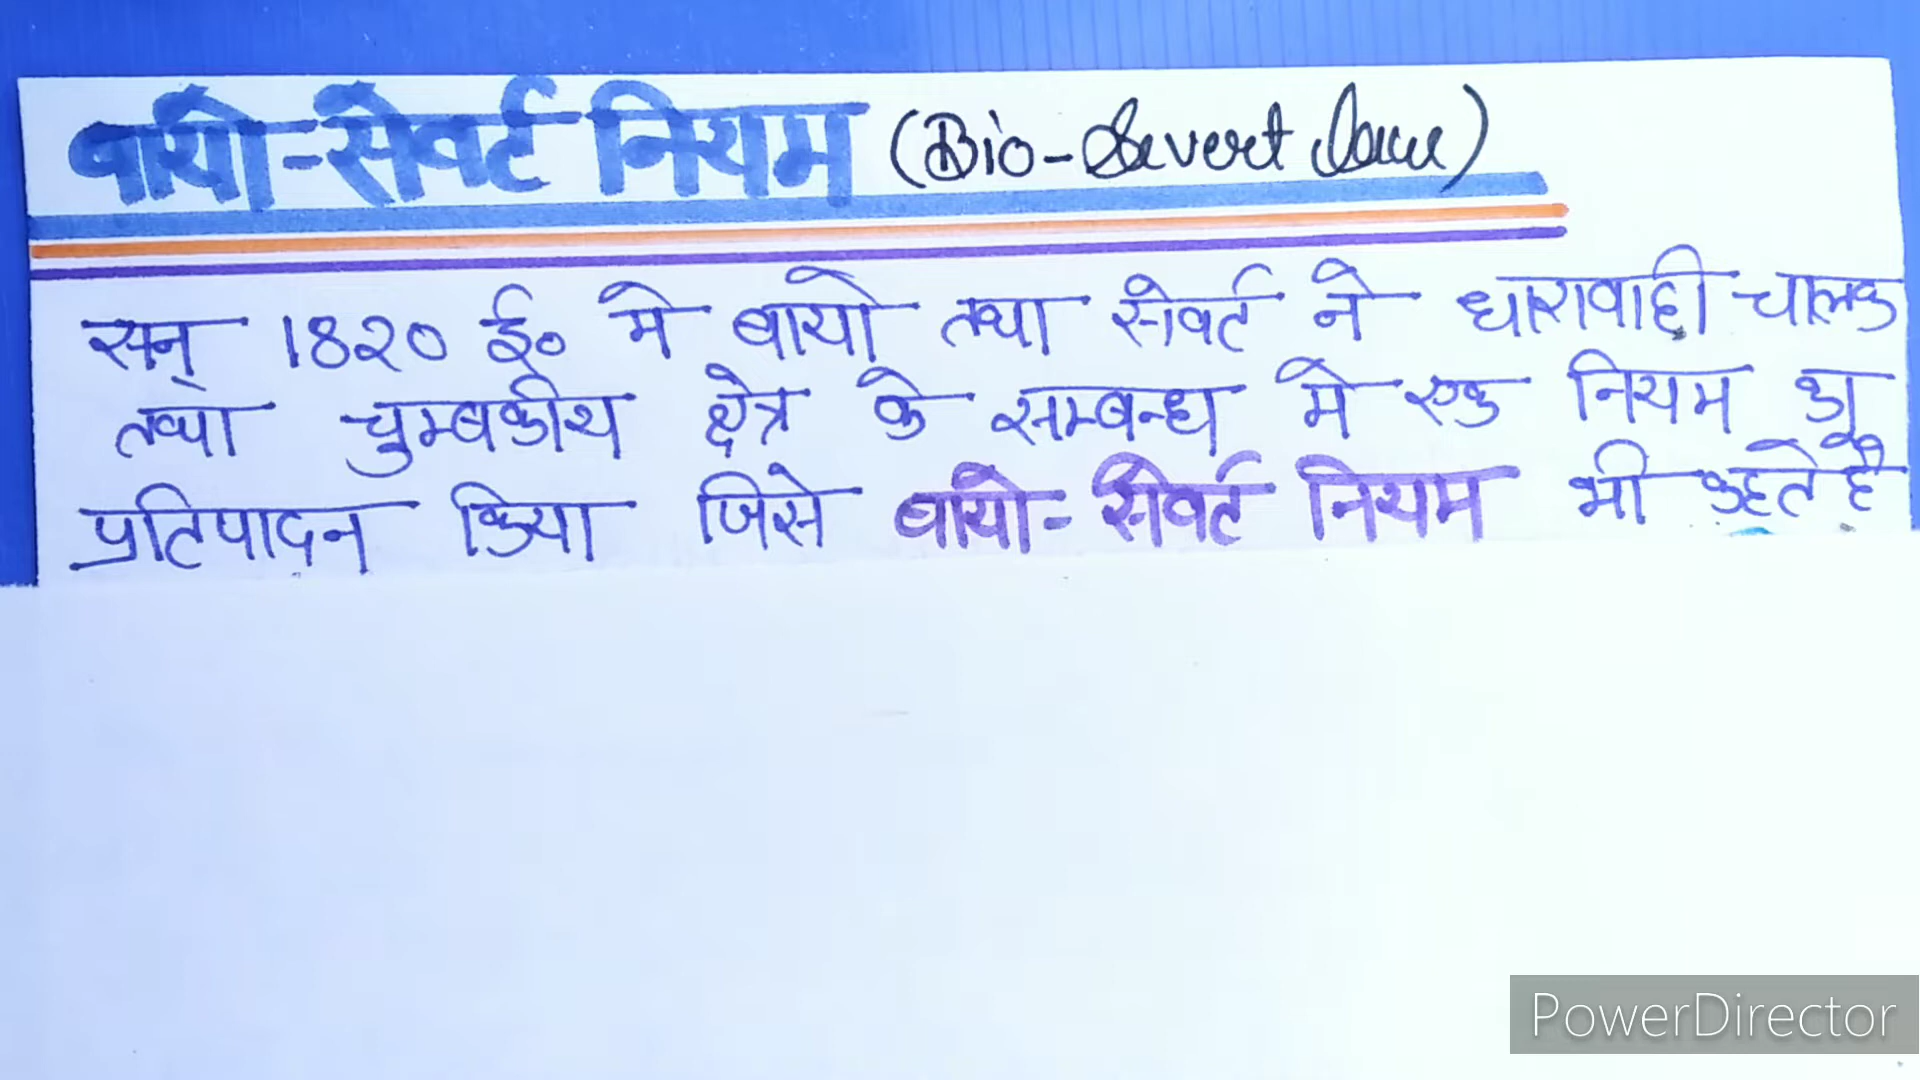 बायो-सेवर्ट नियम (Bio-Severt Law)
सन् 1820 ई० मे बायो तथा सेवर्ट ने धारावाही चालक
तथा चुम्बकीय क्षेत्र के सम्बन्ध मे एक नियम का
प्रतिपादन किया जिसे बायो-सेवर्ट नियम भी कहते है
PowerDirector